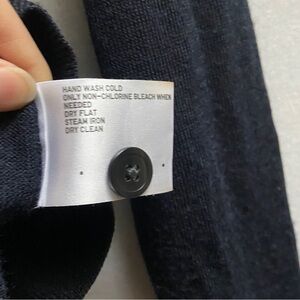 HAND WASH COLD
ONLY NON-CHLORINE BLEACH WHEN
NEEDED
DRY FLAT
STEAM IRON
DRY CLEAN